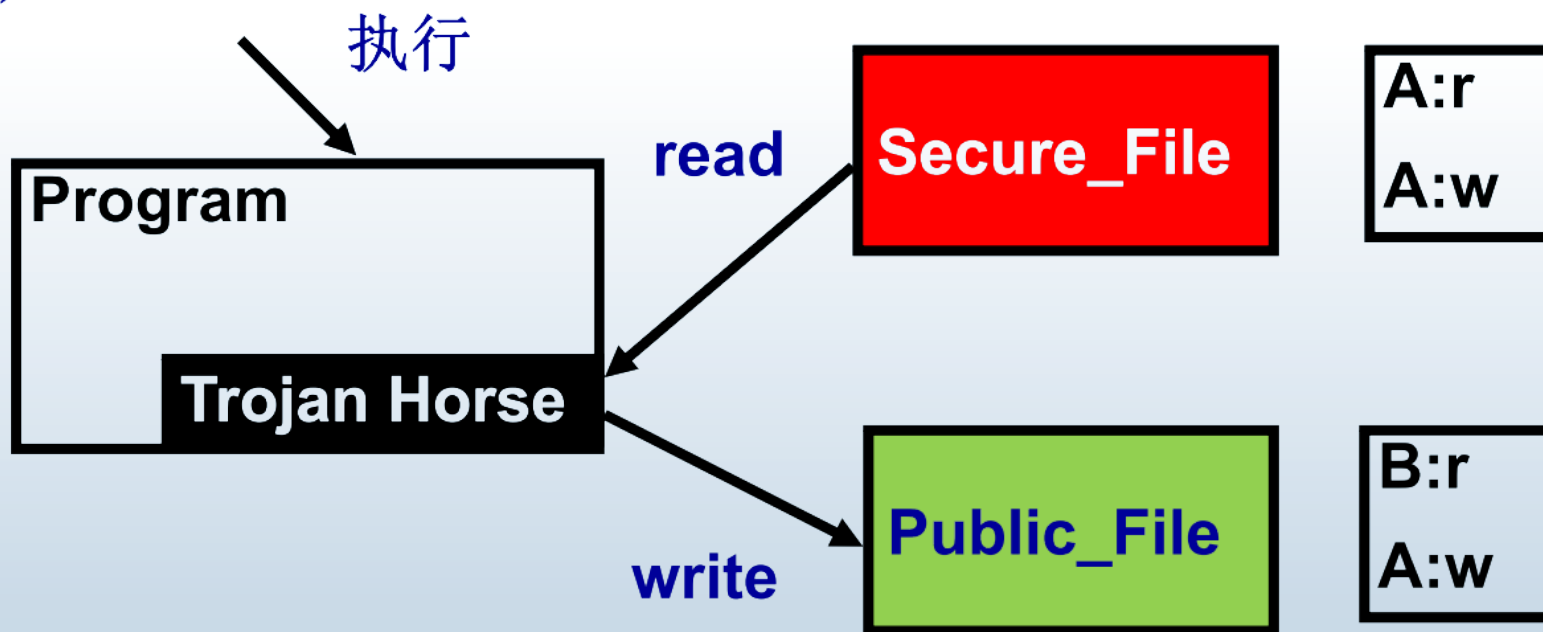 执行
read
Secure_File
A:r
A:w
Program
Trojan Horse
write
Public_File
B:r
A:w